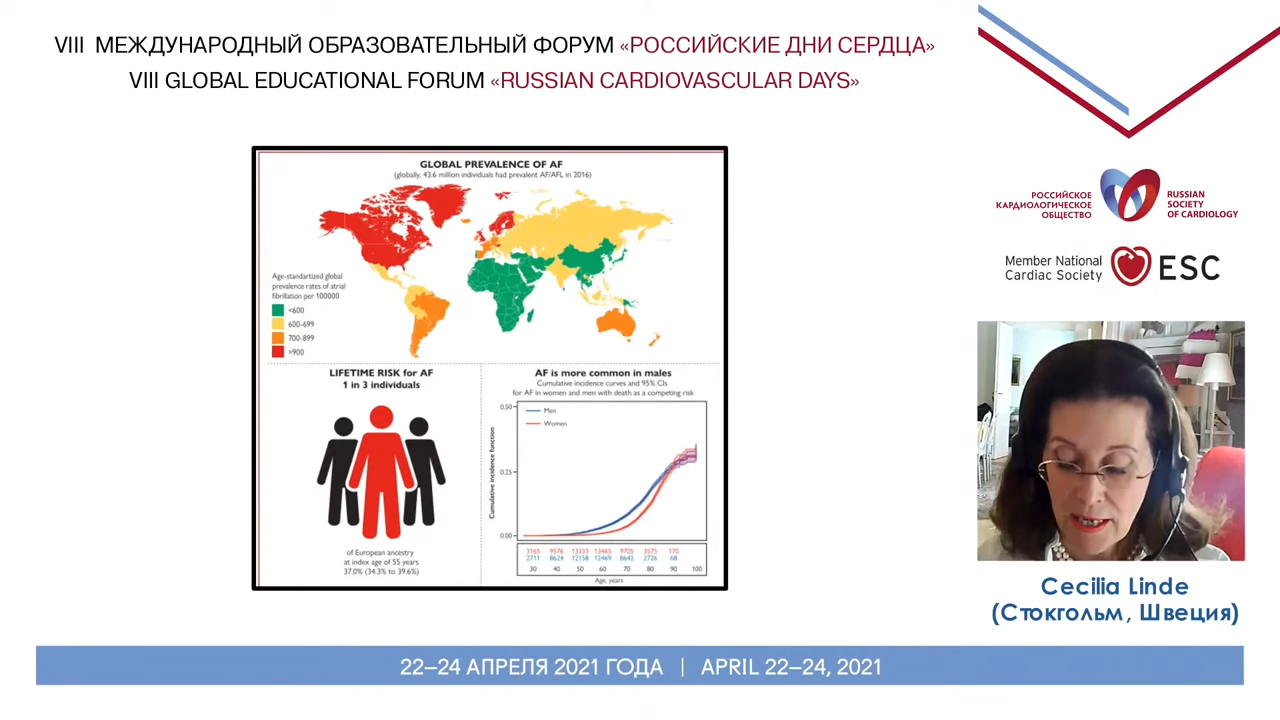 VIII МЕЖДУНАРОДНЫЙ ОБРАЗОВАТЕЛЬНЫЙ ФОРУМ «РОССИЙСКИЕ ДНИ СЕРДЦА»
VIII GLOBAL EDUCATIONAL FORUM «RUSSIAN CARDIOVASCULAR DAYS»
РОССИЙСКОЕ
КАРДИОЛОГИЧЕСКОЕ
ОБЩЕСТВО
RUSSIAN
SOCIETY
OF CARDIOLOGY
Member National
Cardiac Society
ESC
GLOBAL PREVALENCE OF AF
(globally, 43.6 million individuals had prevalent AF/AFL in 2016)
Age-standartized global
prevalence rates of atrial
fibrillation per 100000
<600
600-699
700-899
>900
LIFETIME RISK for AF
1 in 3 individuals
of European ancestry
at index age of 55 years
37.0% (34.3% to 39.6%)
AF is more common in males
Cumulative incidence curves and 95% CIs
for AF in women and men with death as a competing risk
Cumulative incidence function
0.50
0.25
0.00
Men
Women
3165 9576 13333 13465 9705 3575 170
2711 8624 12158 12469 8642 2726 68
30 40 50 60 70 80 90 100
Age, years
Cecilia Linde
(Стокгольм, Швеция)
22–24 АПРЕЛЯ 2021 ГОДА | APRIL 22–24, 2021